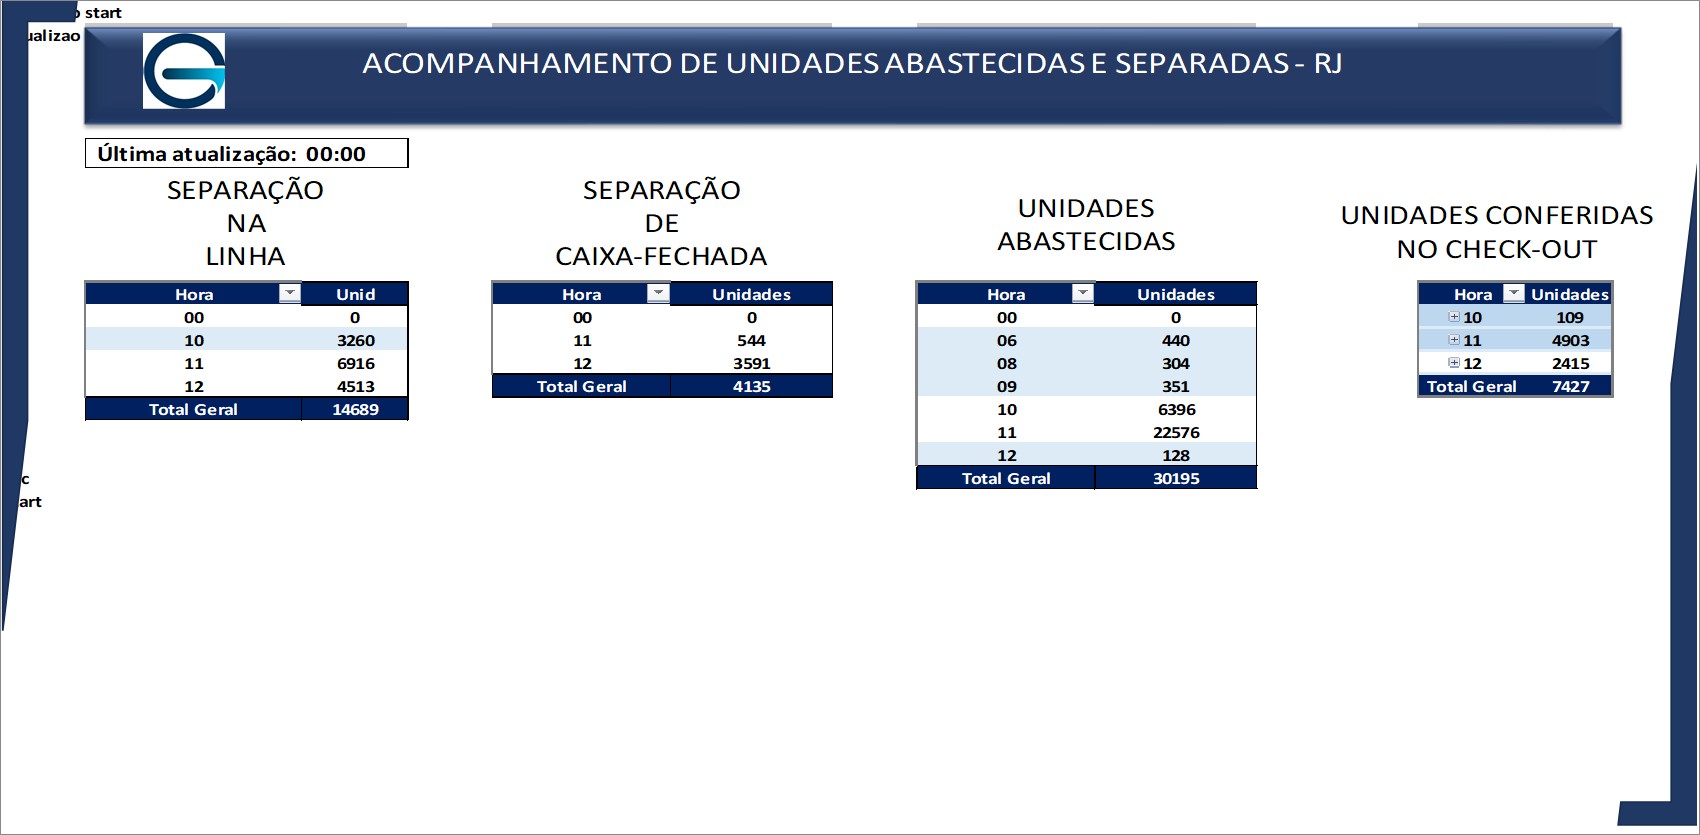 start
ualizao
ACOMPANHAMENTO DE UNIDADES ABASTECIDAS E SEPARADAS - RJ
Última atualização: 00:00
SEPARAÇÃO
NA
LINHA
Hora Unid
00 0
10 3260
11 6916
12 4513
Total Geral 14689
SEPARAÇÃO
DE
CAIXA-FECHADA
Hora Unidades
00 0
11 544
12 3591
Total Geral 4135
UNIDADES
ABASTECIDAS
Hora Unidades
00 0
06 440
08 304
09 351
10 6396
11 22576
12 128
Total Geral 30195
UNIDADES CONFERIDAS
NO CHECK-OUT
Hora Unidades
10 109
11 4903
12 2415
Total Geral 7427
c
art